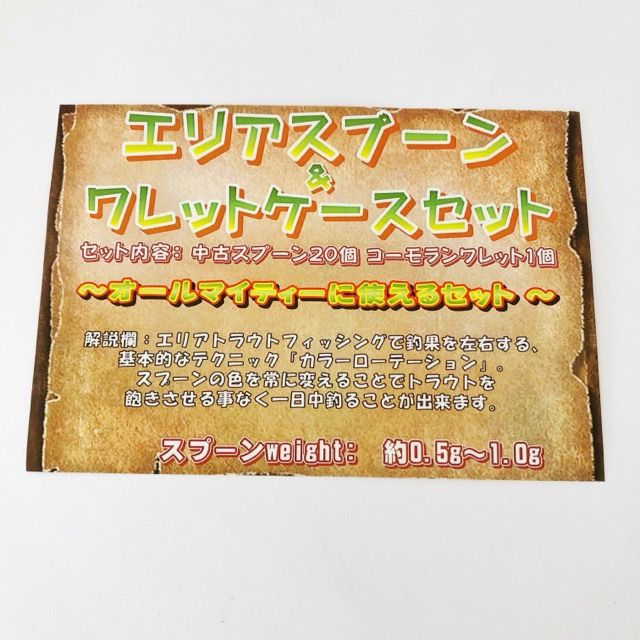 エリアスプーン
&
ワレットケースセット
セット内容：中古スプーン20個 コーモランワレット1個
～オールマイティーに使えるセット ～
解説欄：エリアトラウトフィッシングで釣果を左右する、
基本的なテクニック「カラーローテーション」。
スプーンの色を常に変えることでトラウトを
飽きさせる事なく一日中釣ることが出来ます。
スプーンweight： 約0.5g～1.0g